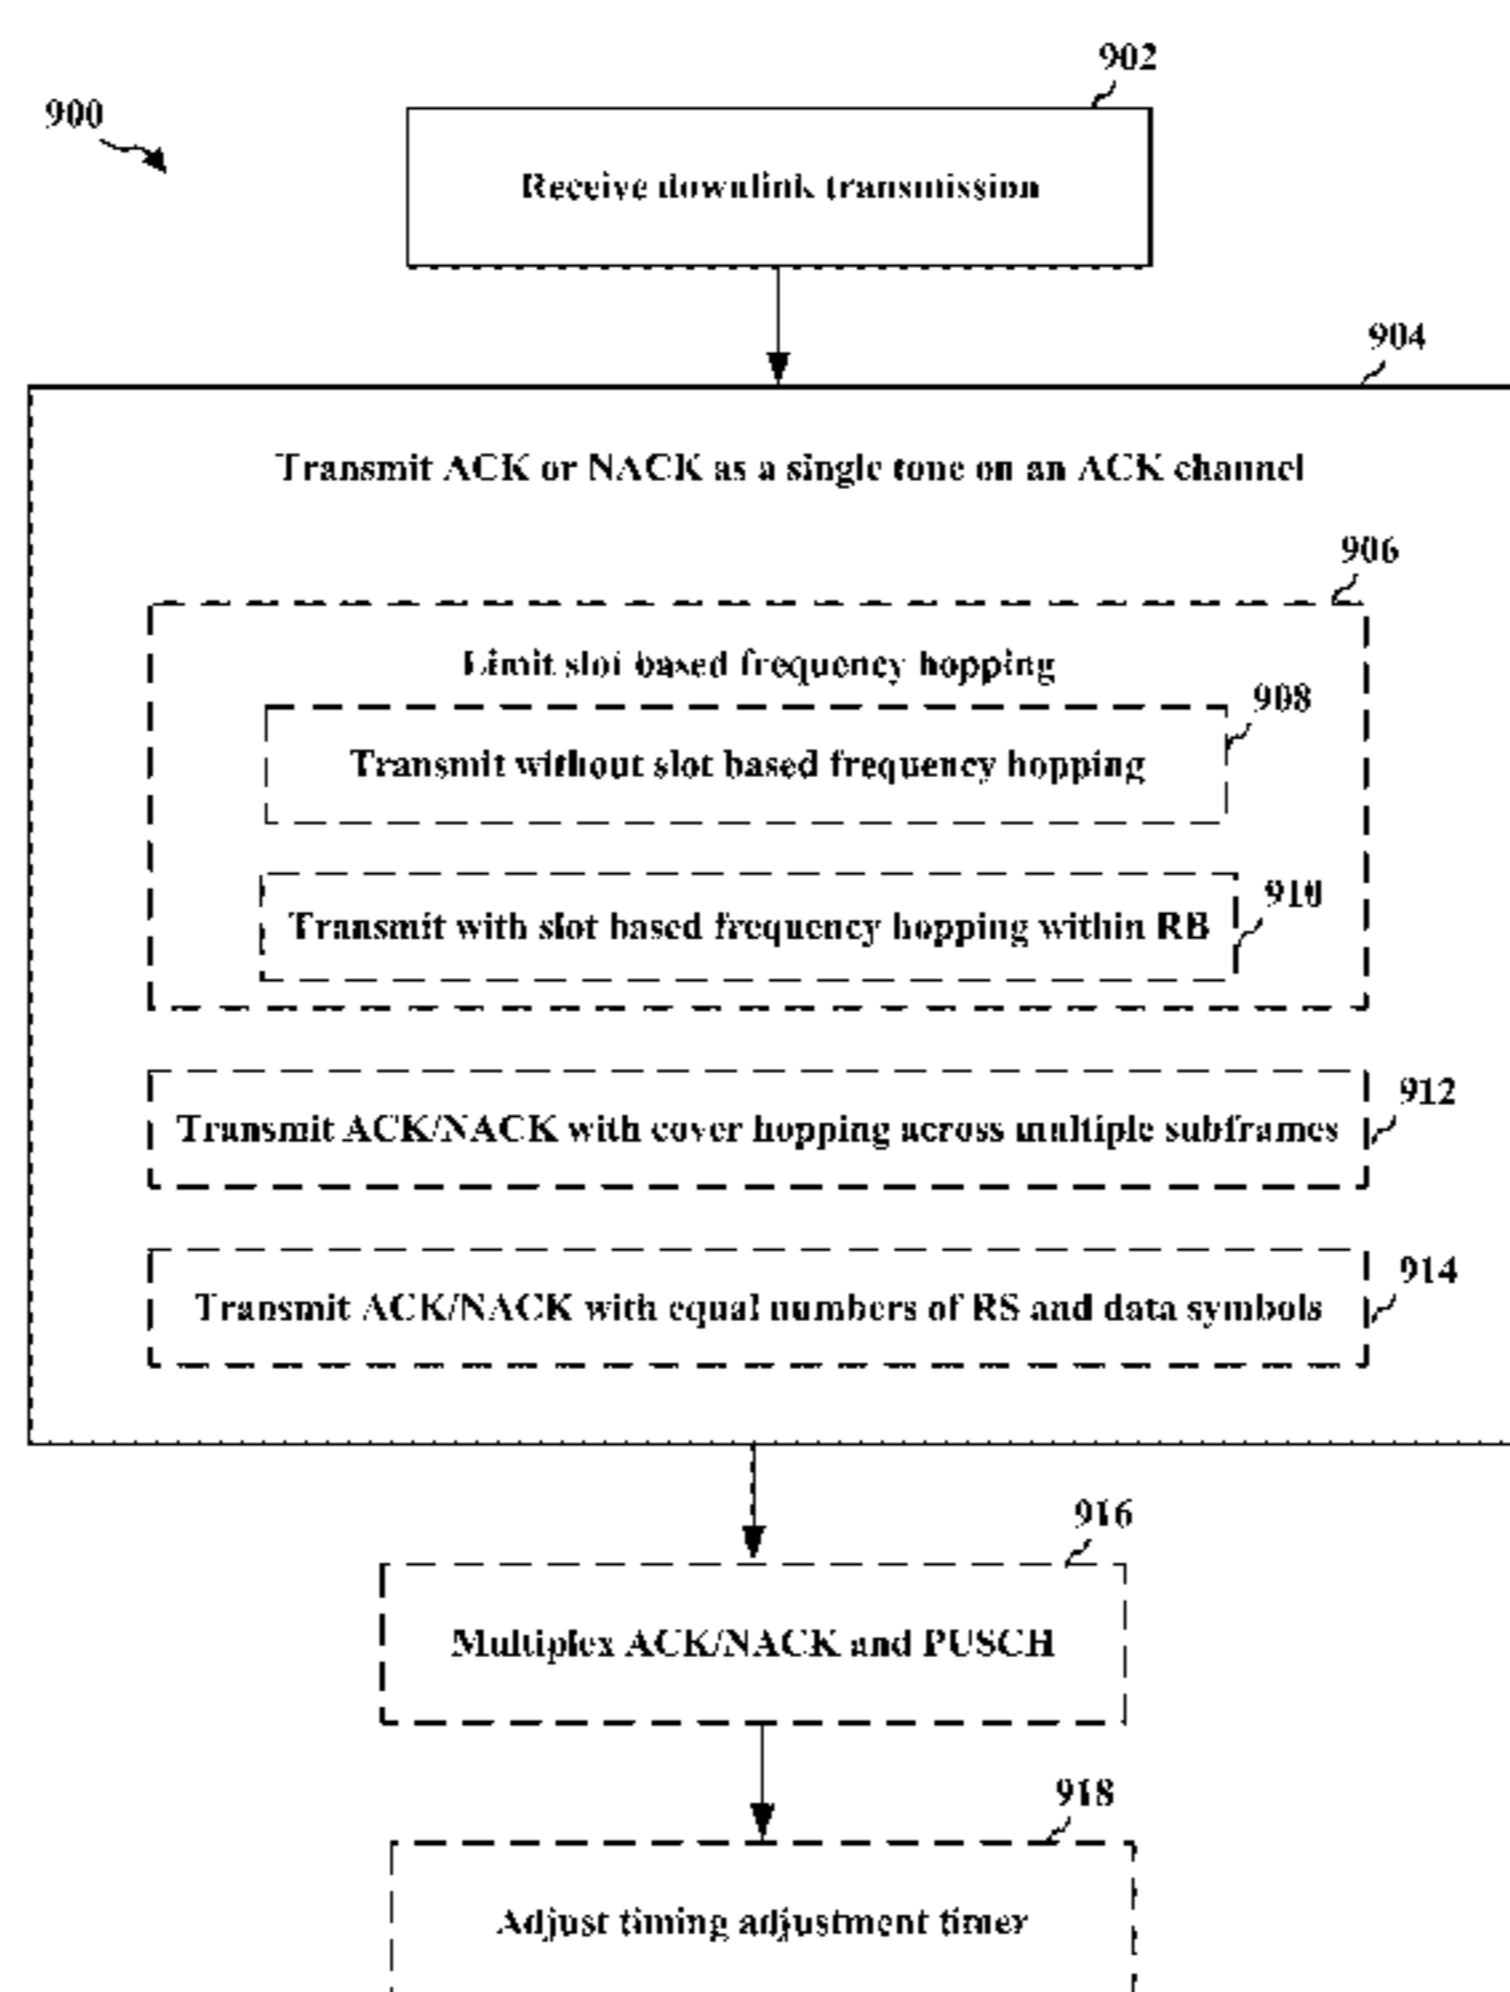 902
900
Receive downlink transmission
904
Transmit ACK or NACK as a single tone on an ACK channel
906
Limit slot based frequency hopping
908
Transmit without slot based frequency hopping
910
Transmit with slot based frequency hopping within RB
912
Transmit ACK/NACK with cover hopping across multiple subframes
914
Transmit ACK/NACK with equal numbers of RS and data symbols
916
Multiplex ACK/NACK and PUSCH
918
Adjust timing adjustment timer